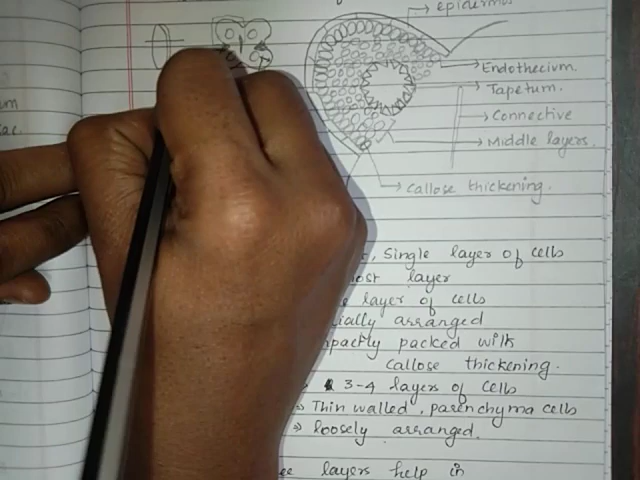 epidermis
Endothecium.
Tapetum.
Connective
Middle layers.
Callose thickening.
, Single layer of cells
layer
layer of cells
arranged
packed with
callose thickening.
3-4 layers of cells
⇒ Thin walled, parenchyma cells
⇒ loosely arranged.
layers help in